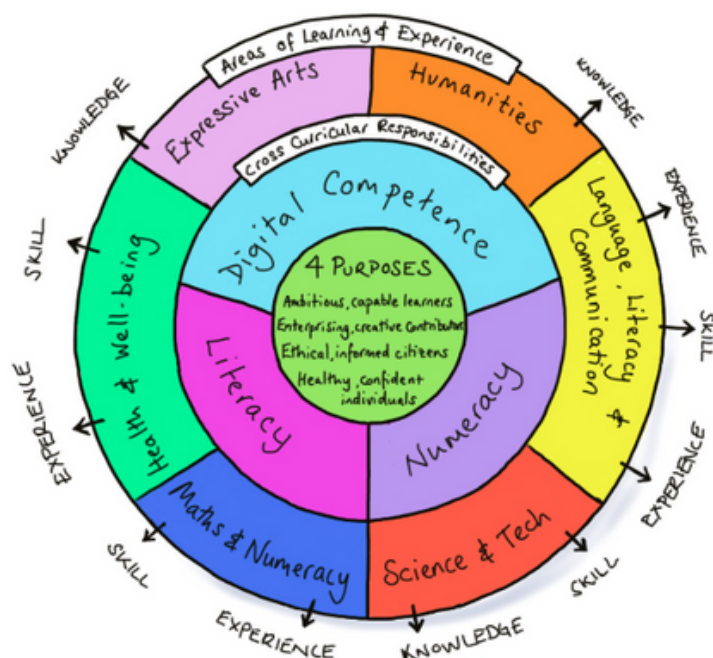 Areas of Learning & Experience
Expressive Arts
Humanities
KNOWLEDGE
KNOWLEDGE
Cross Curricular Responsibilities
Digital Competence
EXPERIENCE
SKILL
Language, Literacy &
Communication
4 PURPOSES
Ambitious, capable learners
Enterprising, creative Contributors
Ethical, informed citizens
Healthy, confident
individuals
SKILL
Health & Well-being
Literacy
Numeracy
EXPERIENCE
EXPERIENCE
Maths & Numeracy
Science & Tech
SKILL
SKILL
EXPERIENCE
KNOWLEDGE